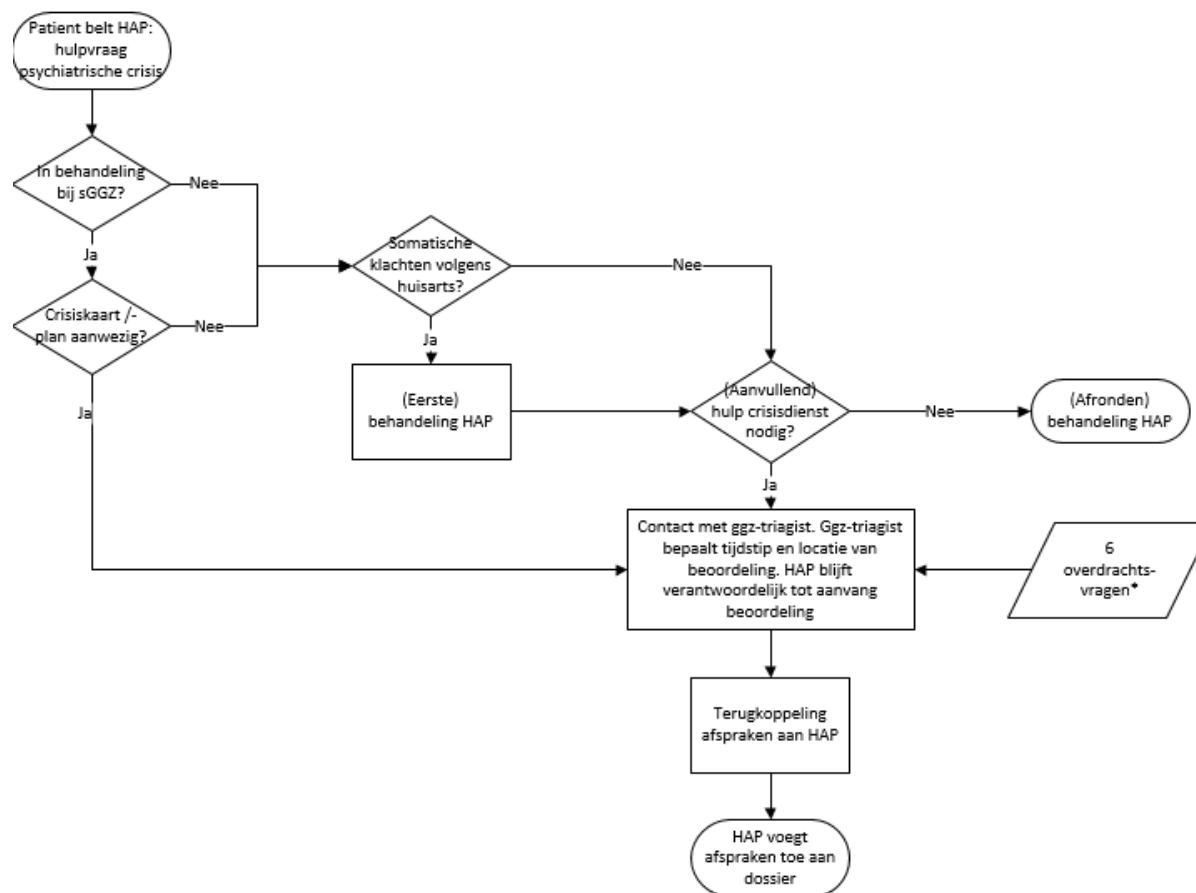 Patient belt HAP:
hulpvraag
psychiatrische crisis
In behandeling
bij sGGZ?
Nee
Ja
Crisiskaart /-
plan aanwezig?
Nee
Ja
Somatische
klachten volgens
huisarts?
Nee
Ja
(Eerste)
behandeling HAP
(Aanvullend)
hulp crisisdienst
nodig?
Nee
(Afronden)
behandeling HAP
Ja
Contact met ggz-triagist. Ggz-triagist
bepaalt tijdstip en locatie van
beoordeling. HAP blijft
verantwoordelijk tot aanvang
beoordeling
6
overdrachts-
vragen*
Terugkoppeling
afspraken aan HAP
HAP voegt
afspraken toe aan
dossier